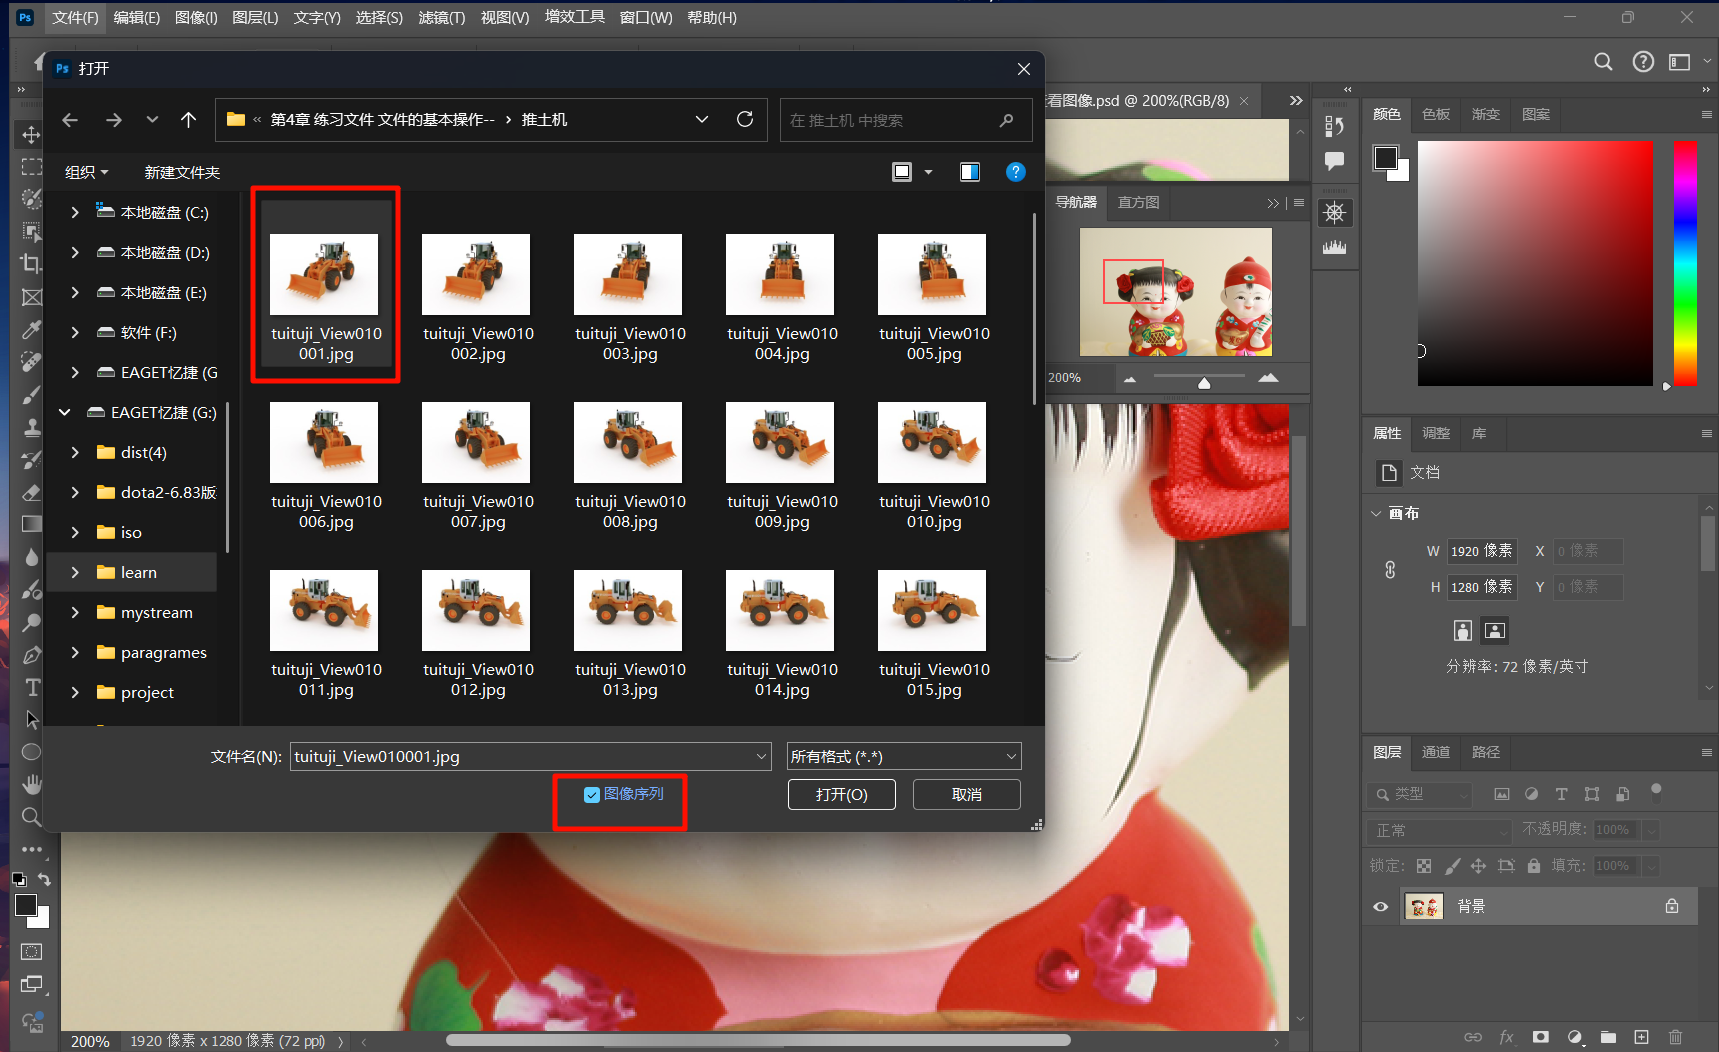 Ps 文件(F) 编辑(E) 图像(I) 图层(L) 文字(Y) 选择(S) 滤镜(T) 视图(V) 增效工具 窗口(W) 帮助(H)
Ps 打开
« 第4章 练习文件 文件的基本操作-- › 推土机
在 推土机 中搜索
组织
新建文件夹
本地磁盘 (C:)
本地磁盘 (D:)
本地磁盘 (E:)
软件 (F:)
EAGET忆捷 (G
EAGET忆捷 (G:)
dist(4)
dota2-6.83版
iso
learn
mystream
paragrames
project
tuituji_View010001.jpg
tuituji_View010002.jpg
tuituji_View010003.jpg
tuituji_View010004.jpg
tuituji_View010005.jpg
tuituji_View010006.jpg
tuituji_View010007.jpg
tuituji_View010008.jpg
tuituji_View010009.jpg
tuituji_View010010.jpg
tuituji_View010011.jpg
tuituji_View010012.jpg
tuituji_View010013.jpg
tuituji_View010014.jpg
tuituji_View010015.jpg
文件名(N): tuituji_View010001.jpg
所有格式 (*.*)
图像序列
打开(O)
取消
看图像.psd @ 200%(RGB/8)
导航器 直方图
200%
颜色 色板 渐变 图案
属性 调整 库
文档
画布
W 1920 像素 X 0 像素
H 1280 像素 Y 0 像素
分辨率: 72 像素/英寸
图层 通道 路径
类型
正常 不透明度: 100%
锁定: 填充: 100%
背景
fx
200% 1920 像素 x 1280 像素 (72 ppi)